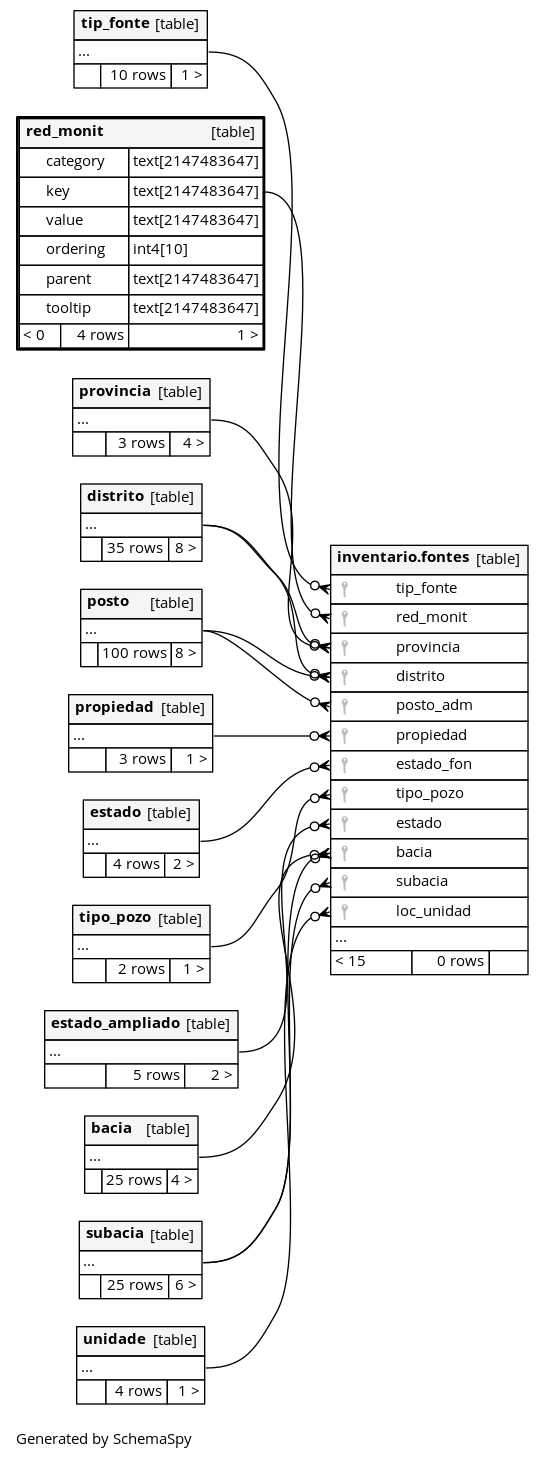 tip_fonte [table]
...
10 rows 1 >
red_monit [table]
category text[2147483647]
key text[2147483647]
value text[2147483647]
ordering int4[10]
parent text[2147483647]
tooltip text[2147483647]
< 0 4 rows 1 >
provincia [table]
...
3 rows 4 >
distrito [table]
...
35 rows 8 >
posto [table]
...
100 rows 8 >
propiedad [table]
...
3 rows 1 >
estado [table]
...
4 rows 2 >
tipo_pozo [table]
...
2 rows 1 >
estado_ampliado [table]
...
5 rows 2 >
bacia [table]
...
25 rows 4 >
subacia [table]
...
25 rows 6 >
unidade [table]
...
4 rows 1 >
inventario.fontes [table]
tip_fonte
red_monit
provincia
distrito
posto_adm
propiedad
estado_fon
tipo_pozo
estado
bacia
subacia
loc_unidad
...
< 15 0 rows
Generated by SchemaSpy